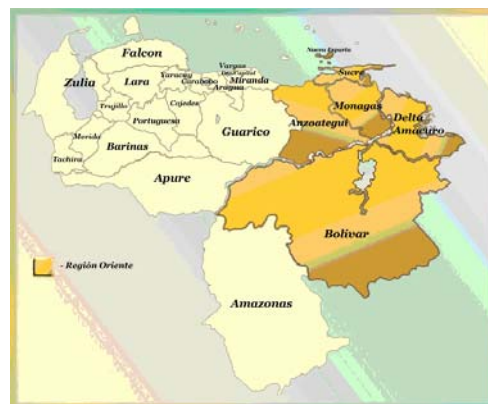 Falcon
Vargas
Nueva Esparta
Zulia
Lara
Yaracuy
Carabobo
Miranda
Aragua
Sucre
Trujillo
Cojedes
Monagas
Portuguesa
Anzoategui
Delta
Amacuro
Merida
Guarico
Barinas
Tachira
Apure
Bolívar
- Región Oriente
Amazonas